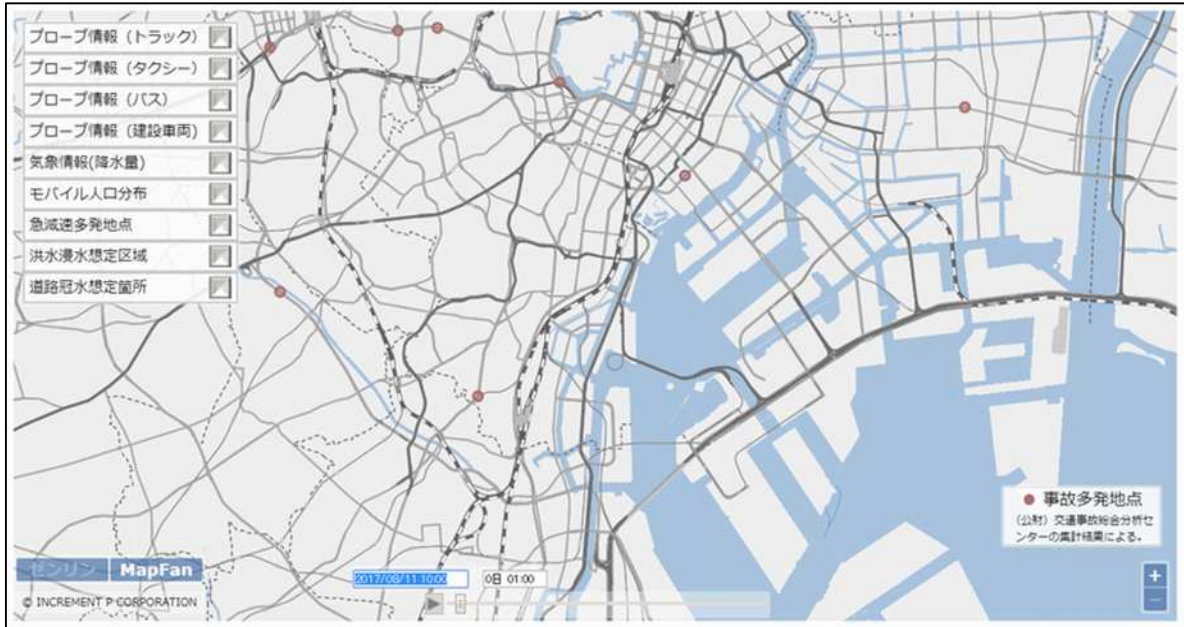 プローブ情報（トラック）
プローブ情報（タクシー）
プローブ情報（バス）
プローブ情報（建設車両)
気象情報(降水量)
モバイル人口分布
急減速多発地点
洪水浸水想定区域
道路冠水想定箇所
事故多発地点
（公財）交通事故総合分析セ
ンターの集計結果による。
ゼンリン MapFan
2017/08/11 10:00 0日 01:00
© INCREMENT P CORPORATION
+
−